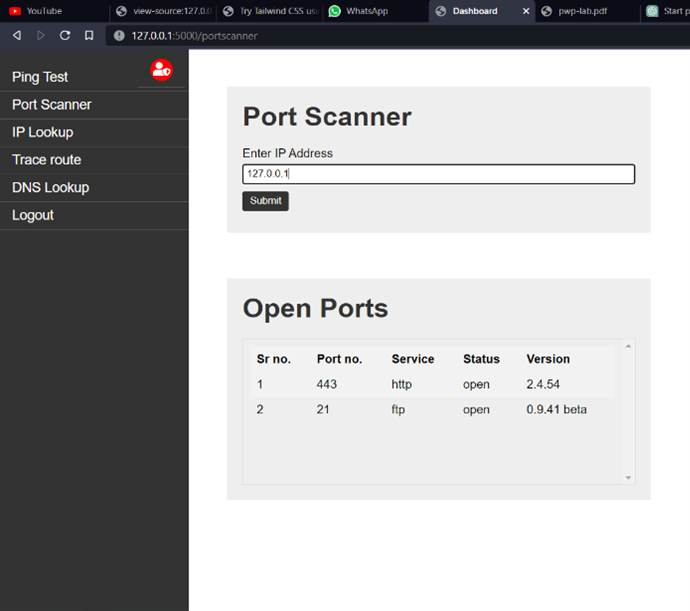 YouTube
view-source:127.0.0
Try Tailwind CSS usi
WhatsApp
Dashboard
pwp-lab.pdf
Start p
127.0.0.1:5000/portscanner
Ping Test
Port Scanner
IP Lookup
Trace route
DNS Lookup
Logout
Port Scanner
Enter IP Address
127.0.0.1
Submit
Open Ports
Sr no. Port no. Service Status Version
1 443 http open 2.4.54
2 21 ftp open 0.9.41 beta